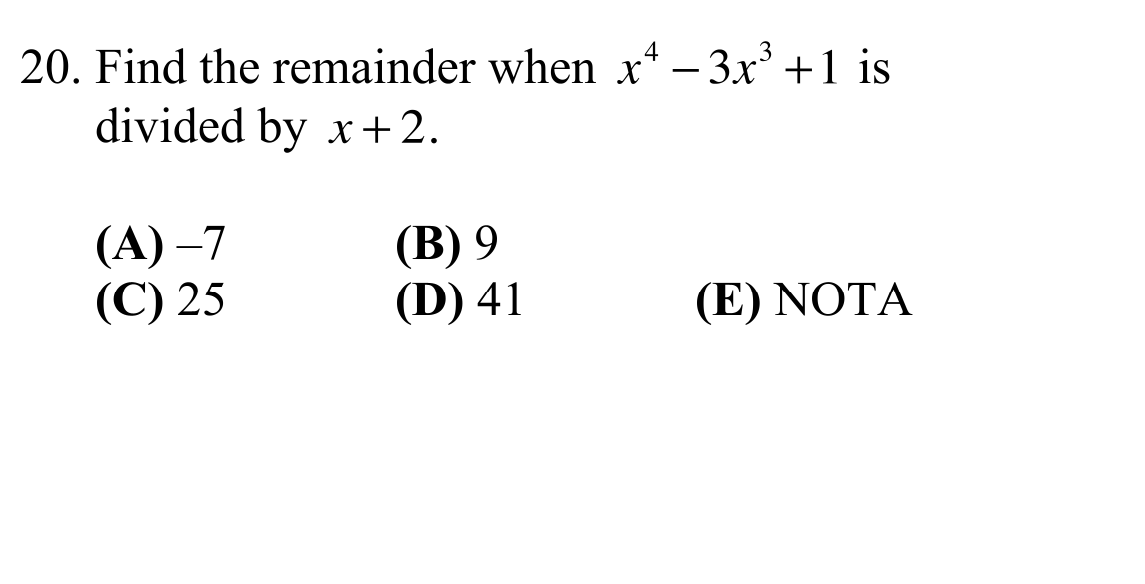 20. Find the remainder when x⁴ – 3x³ + 1 is
divided by x + 2.
(A) –7 (B) 9
(C) 25 (D) 41 (E) NOTA